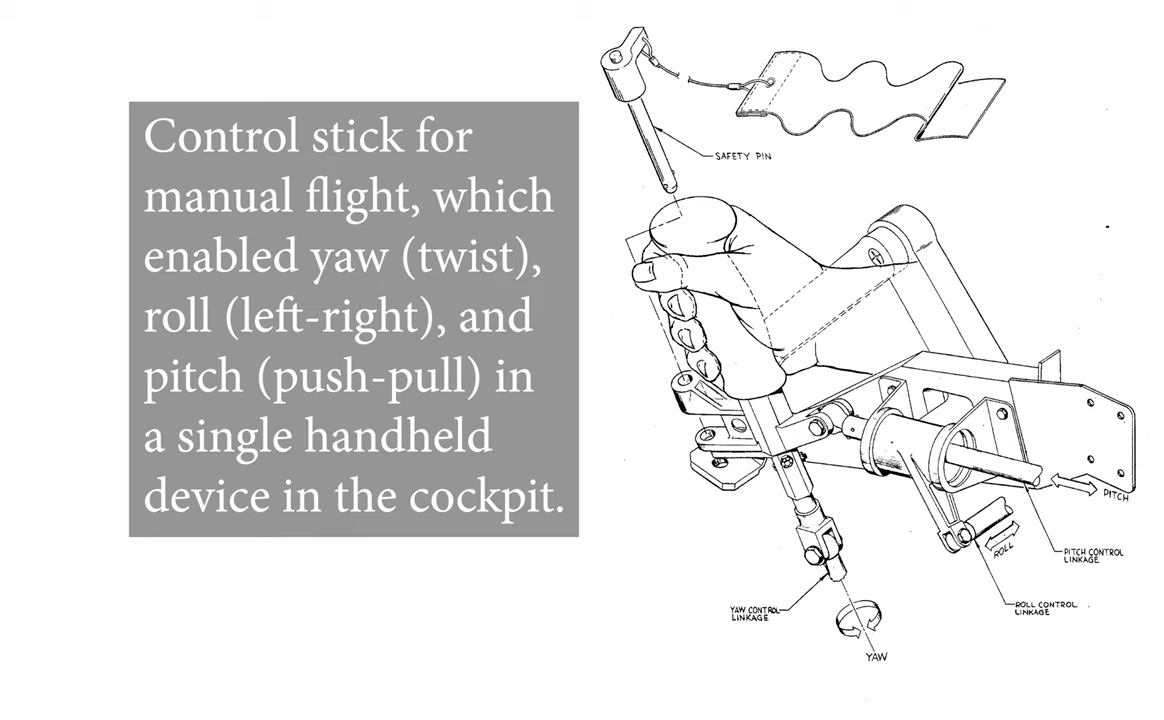 Control stick for
manual flight, which
enabled yaw (twist),
roll (left-right), and
pitch (push-pull) in
a single handheld
device in the cockpit.
SAFETY PIN
PITCH
ROLL
PITCH CONTROL
LINKAGE
ROLL CONTROL
LINKAGE
YAW CONTROL
LINKAGE
YAW